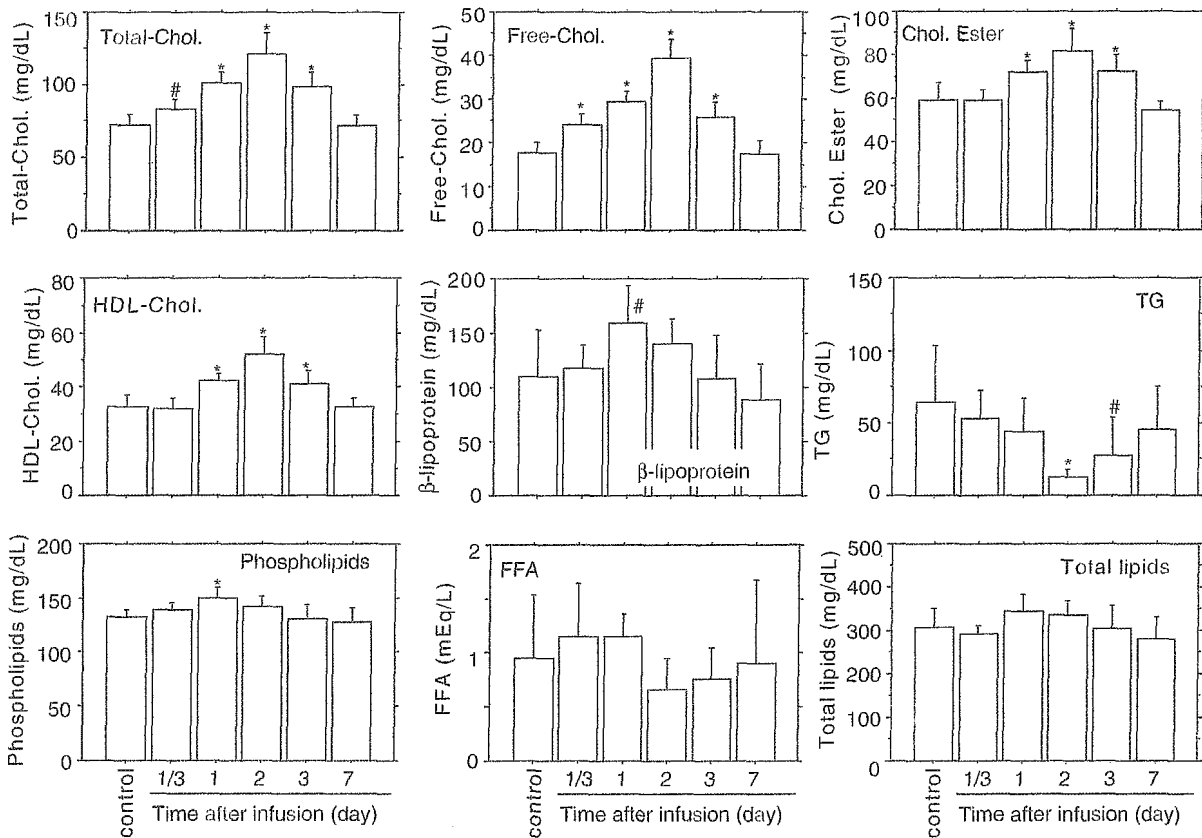 Total-Chol. (mg/dL)
150
100
50
0
Total-Chol.
#
*
*
*
Free-Chol. (mg/dL)
50
40
30
20
10
0
Free-Chol.
*
*
*
*
Chol. Ester (mg/dL)
100
80
60
40
20
0
Chol. Ester
*
*
*
HDL-Chol. (mg/dL)
80
60
40
20
0
HDL-Chol.
*
*
*
β-lipoprotein (mg/dL)
200
150
100
50
0
#
β-lipoprotein
TG (mg/dL)
150
100
50
0
TG
*
#
Phospholipids (mg/dL)
200
150
100
50
0
Phospholipids
*
control
1/3 1 2 3 7
Time after infusion (day)
FFA (mEq/L)
2
1
0
FFA
control
1/3 1 2 3 7
Time after infusion (day)
Total lipids (mg/dL)
500
400
300
200
100
0
Total lipids
control
1/3 1 2 3 7
Time after infusion (day)